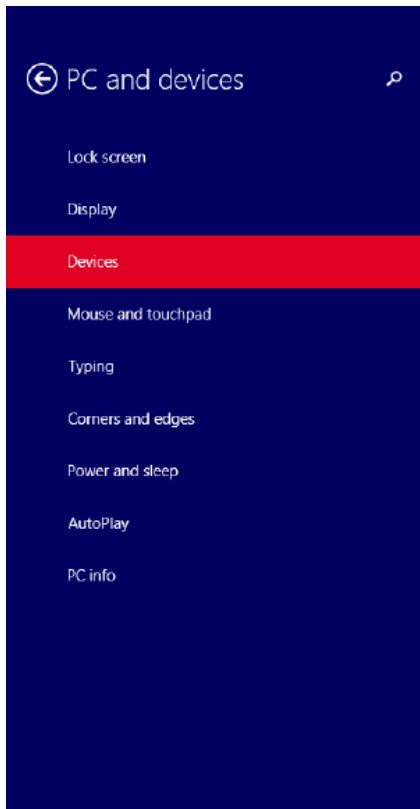 PC and devices
Lock screen
Display
Devices
Mouse and touchpad
Typing
Corners and edges
Power and sleep
AutoPlay
PC info